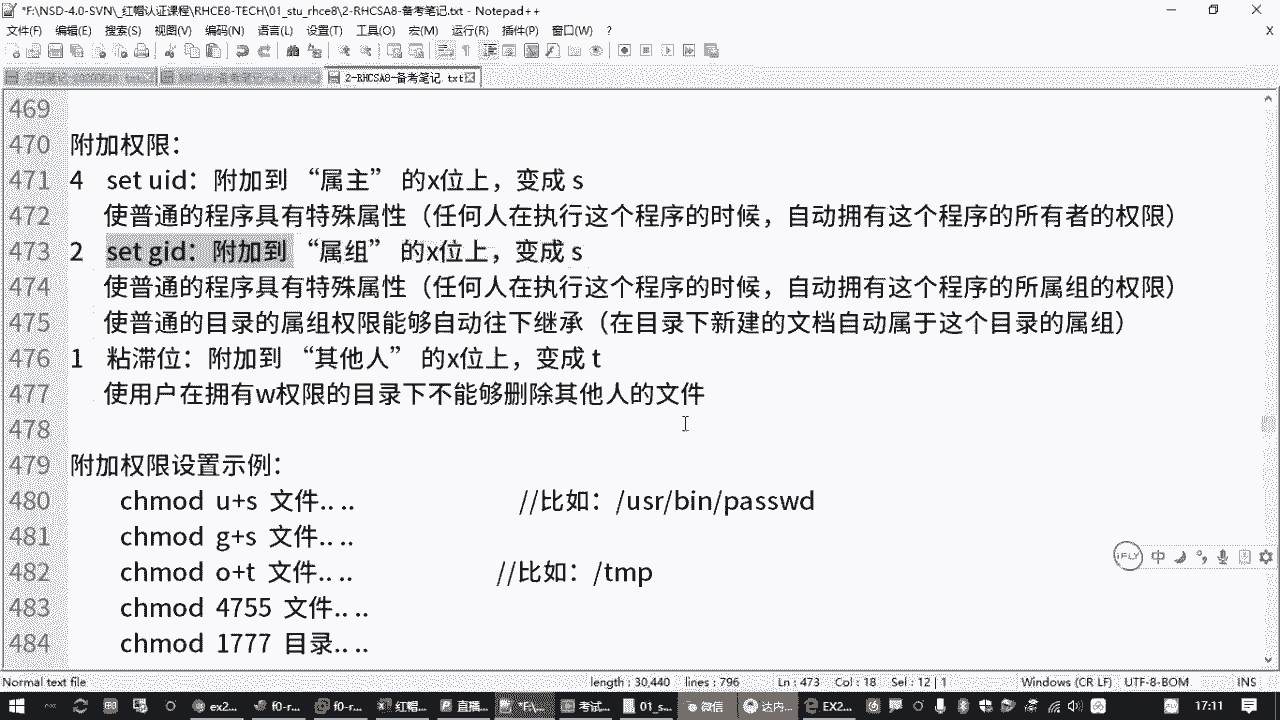 *F:\NSD-4.0-SVN\_红帽认证课程\RHCE8-TECH\01_stu_rhce8\2-RHCSA8-备考笔记.txt - Notepad++
文件(F) 编辑(E) 搜索(S) 视图(V) 编码(N) 语言(L) 设置(T) 工具(O) 宏(M) 运行(R) 插件(P) 窗口(W) ? X
2-RHCSA8-备考笔记.txt
469
470 附加权限：
471 4 set uid：附加到 “属主” 的x位上，变成 s
472 使普通的程序具有特殊属性（任何人在执行这个程序的时候，自动拥有这个程序的所有者的权限）
473 2 set gid：附加到 “属组” 的x位上，变成 s
474 使普通的程序具有特殊属性（任何人在执行这个程序的时候，自动拥有这个程序的所属组的权限）
475 使普通的目录的属组权限能够自动往下继承（在目录下新建的文档自动属于这个目录的属组）
476 1 粘滞位：附加到 “其他人” 的x位上，变成 t
477 使用户在拥有w权限的目录下不能够删除其他人的文件
478
479 附加权限设置示例：
480 chmod u+s 文件.. .. //比如：/usr/bin/passwd
481 chmod g+s 文件.. ..
482 chmod o+t 文件.. .. //比如：/tmp
483 chmod 4755 文件.. ..
484 chmod 1777 目录.. ..
iFLY 中
Normal text file length : 30,440 lines : 796 Ln : 473 Col : 18 Sel : 12 | 1 Windows (CR LF) UTF-8-BOM INS
ex2... f0-r... f0-r... 红帽... 直播... *F:\... 考试... 01_s... 微信 达内... EX2... 17:11